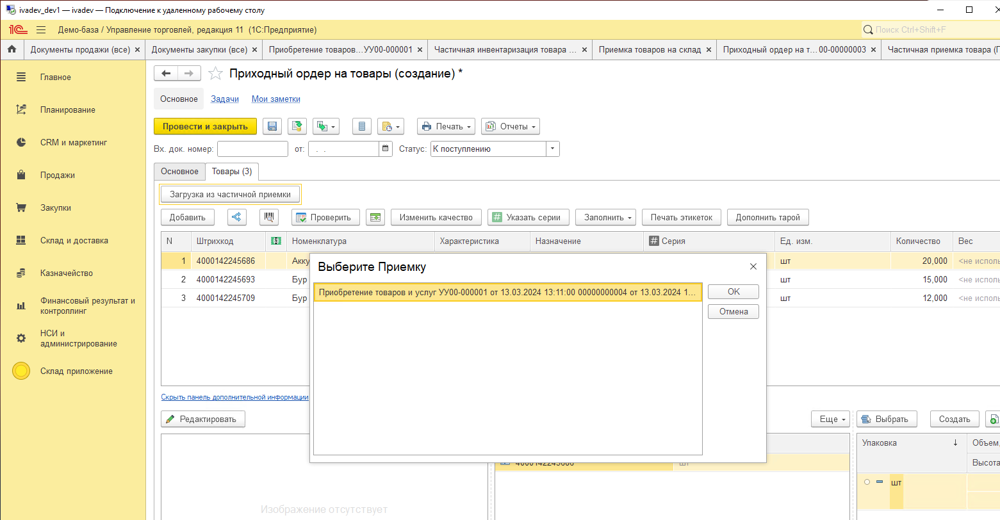 ivadev_dev1 — ivadev — Подключение к удаленному рабочему столу
1С Демо-база / Управление торговлей, редакция 11 (1С:Предприятие) Поиск Ctrl+Shift+F
Документы продажи (все) × Документы закупки (все) × Приобретение товаров...УУ00-000001 × Частичная инвентаризация товара ... × Приемка товаров на склад × Приходный ордер на т... 00-00000003 × Частичная приемка товара (П
Главное
Планирование
CRM и маркетинг
Продажи
Закупки
Склад и доставка
Казначейство
Финансовый результат и
контроллинг
НСИ и
администрирование
Склад приложение
Приходный ордер на товары (создание) *
Основное Задачи Мои заметки
Провести и закрыть Печать Отчеты
Вх. док. номер: от: . . Статус: К поступлению
Основное Товары (3)
Загрузка из частичной приемки
Добавить Проверить Изменить качество Указать серии Заполнить Печать этикеток Дополнить тарой
N Штрихкод Номенклатура Характеристика Назначение Серия Ед. изм. Количество Вес
1 4000142245686 Акку шт 20,000 <не исполь
2 4000142245693 Бур шт 15,000 <не исполь
3 4000142245709 Бур шт 12,000 <не исполь
Выберите Приемку
Приобретение товаров и услуг УУ00-000001 от 13.03.2024 13:11:00 00000000004 от 13.03.2024 1...
OK
Отмена
Скрыть панель дополнительной информации
Редактировать Еще Выбрать Создать
Упаковка ↓ Объем,
Высота
4000142245686 шт
шт
Изображение отсутствует